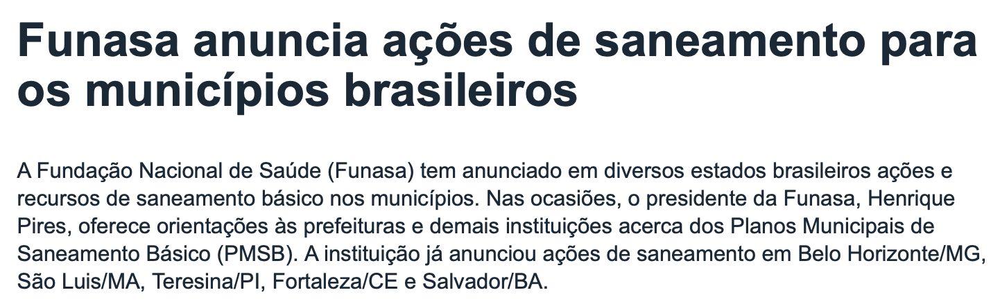 Funasa anuncia ações de saneamento para
os municípios brasileiros
A Fundação Nacional de Saúde (Funasa) tem anunciado em diversos estados brasileiros ações e
recursos de saneamento básico nos municípios. Nas ocasiões, o presidente da Funasa, Henrique
Pires, oferece orientações às prefeituras e demais instituições acerca dos Planos Municipais de
Saneamento Básico (PMSB). A instituição já anunciou ações de saneamento em Belo Horizonte/MG,
São Luis/MA, Teresina/PI, Fortaleza/CE e Salvador/BA.